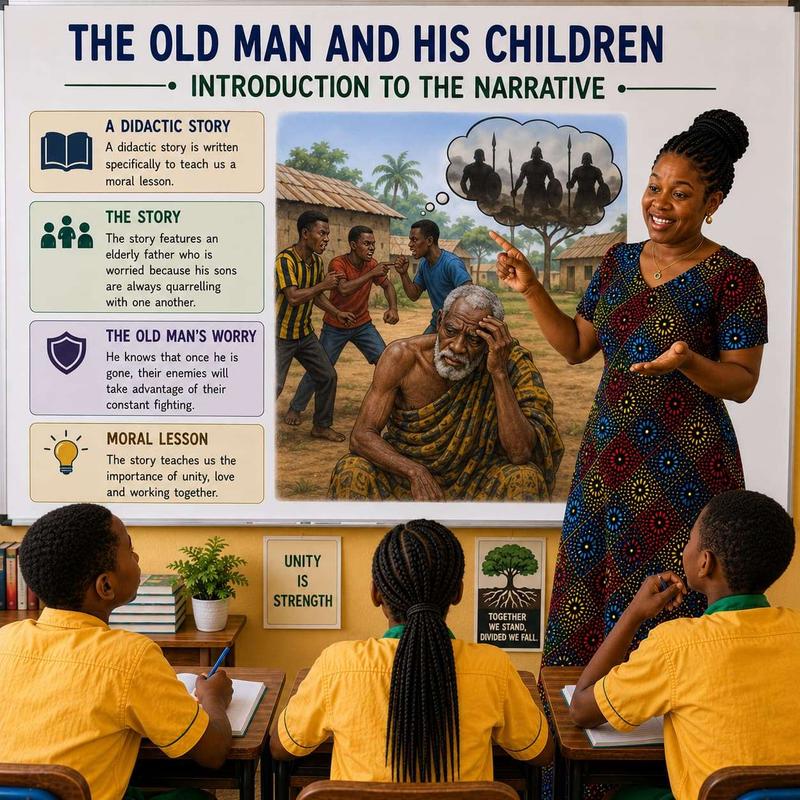 THE OLD MAN AND HIS CHILDREN
INTRODUCTION TO THE NARRATIVE
A DIDACTIC STORY
A didactic story is written
specifically to teach us a
moral lesson.
THE STORY
The story features an
elderly father who is
worried because his sons
are always quarrelling
with one another.
THE OLD MAN'S WORRY
He knows that once he is
gone, their enemies will
take advantage of their
constant fighting.
MORAL LESSON
The story teaches us the
importance of unity, love
and working together.
UNITY
IS
STRENGTH
TOGETHER
WE STAND,
DIVIDED WE FALL.